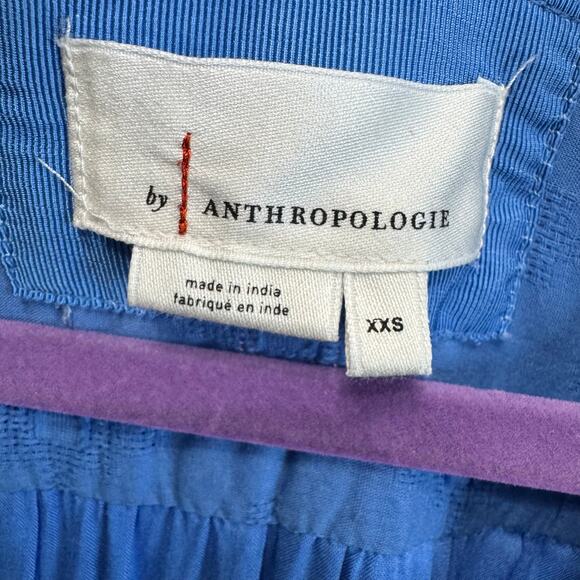 by ANTHROPOLOGIE
made in india
fabriqué en inde
XXS